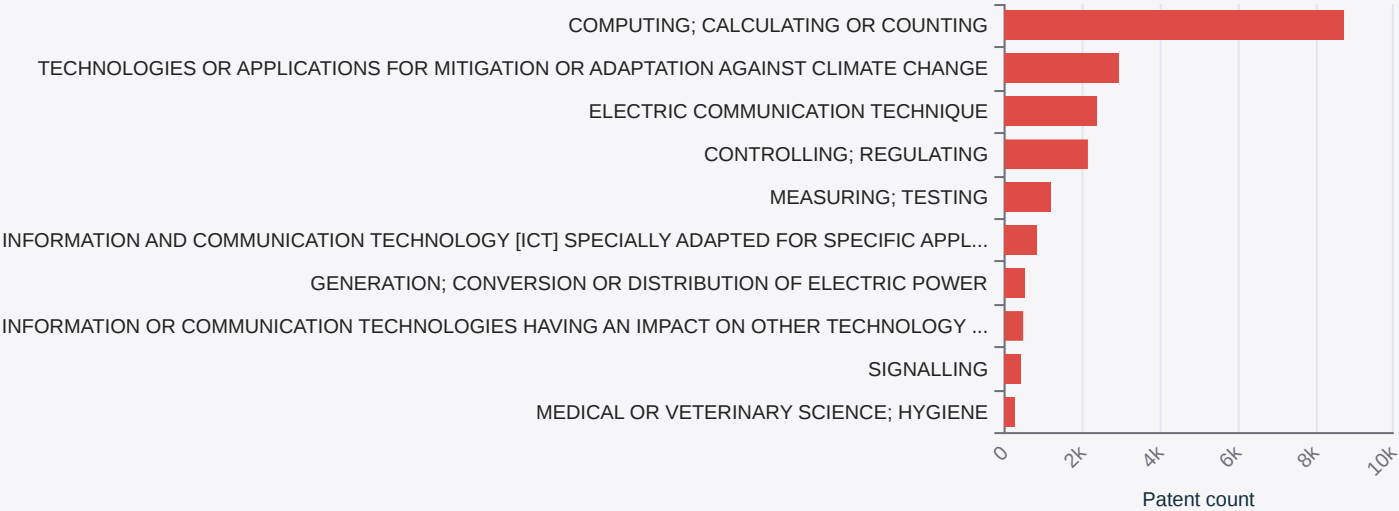 COMPUTING; CALCULATING OR COUNTING
TECHNOLOGIES OR APPLICATIONS FOR MITIGATION OR ADAPTATION AGAINST CLIMATE CHANGE
ELECTRIC COMMUNICATION TECHNIQUE
CONTROLLING; REGULATING
MEASURING; TESTING
INFORMATION AND COMMUNICATION TECHNOLOGY [ICT] SPECIALLY ADAPTED FOR SPECIFIC APPL...
GENERATION; CONVERSION OR DISTRIBUTION OF ELECTRIC POWER
INFORMATION OR COMMUNICATION TECHNOLOGIES HAVING AN IMPACT ON OTHER TECHNOLOGY ...
SIGNALLING
MEDICAL OR VETERINARY SCIENCE; HYGIENE
0 2k 4k 6k 8k 10k
Patent count